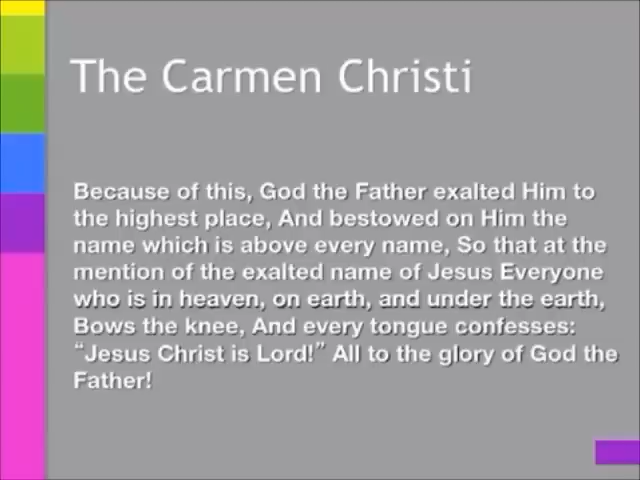 The Carmen Christi
Because of this, God the Father exalted Him to
the highest place, And bestowed on Him the
name which is above every name, So that at the
mention of the exalted name of Jesus Everyone
who is in heaven, on earth, and under the earth,
Bows the knee, And every tongue confesses:
“Jesus Christ is Lord!” All to the glory of God the
Father!